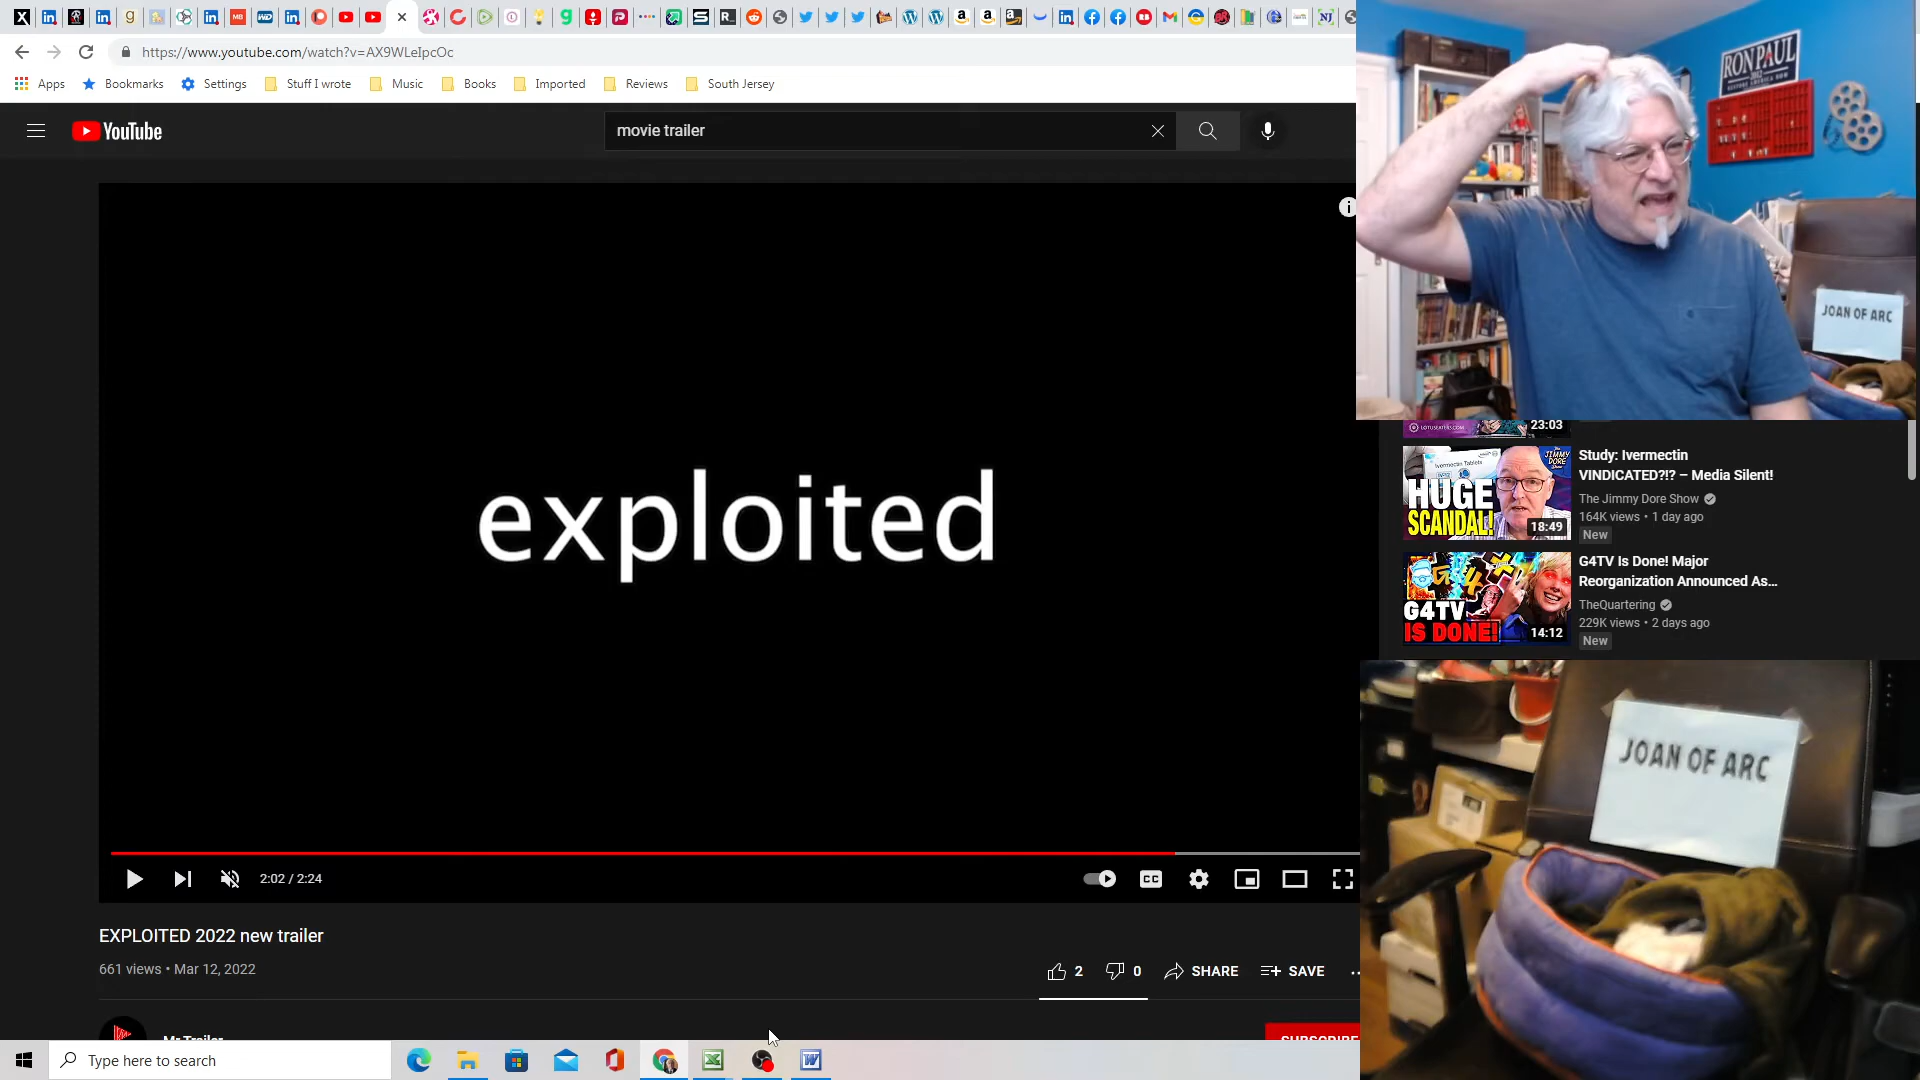 https://www.youtube.com/watch?v=AX9WLeIpcOc
Apps
Bookmarks
Settings
Stuff I wrote
Music
Books
Imported
Reviews
South Jersey
YouTube
movie trailer
RON PAUL
JOAN OF ARC
exploited
23:03
Study: Ivermectin
VINDICATED?!? – Media Silent!
The Jimmy Dore Show
164K views • 1 day ago
New
HUGE
SCANDAL!
18:49
G4TV Is Done! Major
Reorganization Announced As...
TheQuartering
229K views • 2 days ago
New
G4TV
IS DONE!
14:12
JOAN OF ARC
2:02 / 2:24
CC
EXPLOITED 2022 new trailer
661 views • Mar 12, 2022
2
0
SHARE
SAVE
Mr Trailer
SUBSCRIBE
Type here to search